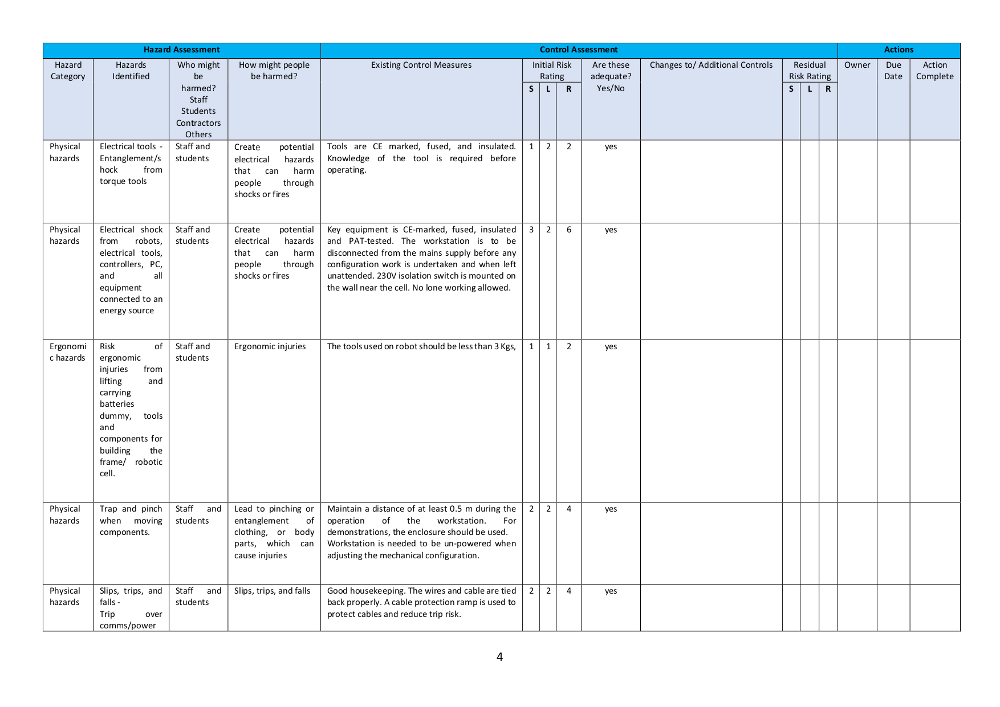 Hazard Assessment Control Assessment Actions
Hazard
Category
Hazards
Identified
Who might
be
harmed?
Staff
Students
Contractors
Others
How might people
be harmed?
Existing Control Measures
Initial Risk
Rating
S L R
Are these
adequate?
Yes/No
Changes to/ Additional Controls
Residual
Risk Rating
S L R
Owner
Due
Date
Action
Complete
Physical
hazards
Electrical tools -
Entanglement/s
hock from
torque tools
Staff and
students
Create potential
electrical hazards
that can harm
people through
shocks or fires
Tools are CE marked, fused, and insulated.
Knowledge of the tool is required before
operating.
1 2 2 yes
Physical
hazards
Electrical shock
from robots,
electrical tools,
controllers, PC,
and all
equipment
connected to an
energy source
Staff and
students
Create potential
electrical hazards
that can harm
people through
shocks or fires
Key equipment is CE-marked, fused, insulated
and PAT-tested. The workstation is to be
disconnected from the mains supply before any
configuration work is undertaken and when left
unattended. 230V isolation switch is mounted on
the wall near the cell. No lone working allowed.
3 2 6 yes
Ergonomi
c hazards
Risk of
ergonomic
injuries from
lifting and
carrying
batteries
dummy, tools
and
components for
building the
frame/ robotic
cell.
Staff and
students
Ergonomic injuries
The tools used on robot should be less than 3 Kgs,
1 1 2 yes
Physical
hazards
Trap and pinch
when moving
components.
Staff and
students
Lead to pinching or
entanglement of
clothing, or body
parts, which can
cause injuries
Maintain a distance of at least 0.5 m during the
operation of the workstation. For
demonstrations, the enclosure should be used.
Workstation is needed to be un-powered when
adjusting the mechanical configuration.
2 2 4 yes
Physical
hazards
Slips, trips, and
falls -
Trip over
comms/power
Staff and
students
Slips, trips, and falls
Good housekeeping. The wires and cable are tied
back properly. A cable protection ramp is used to
protect cables and reduce trip risk.
2 2 4 yes
4